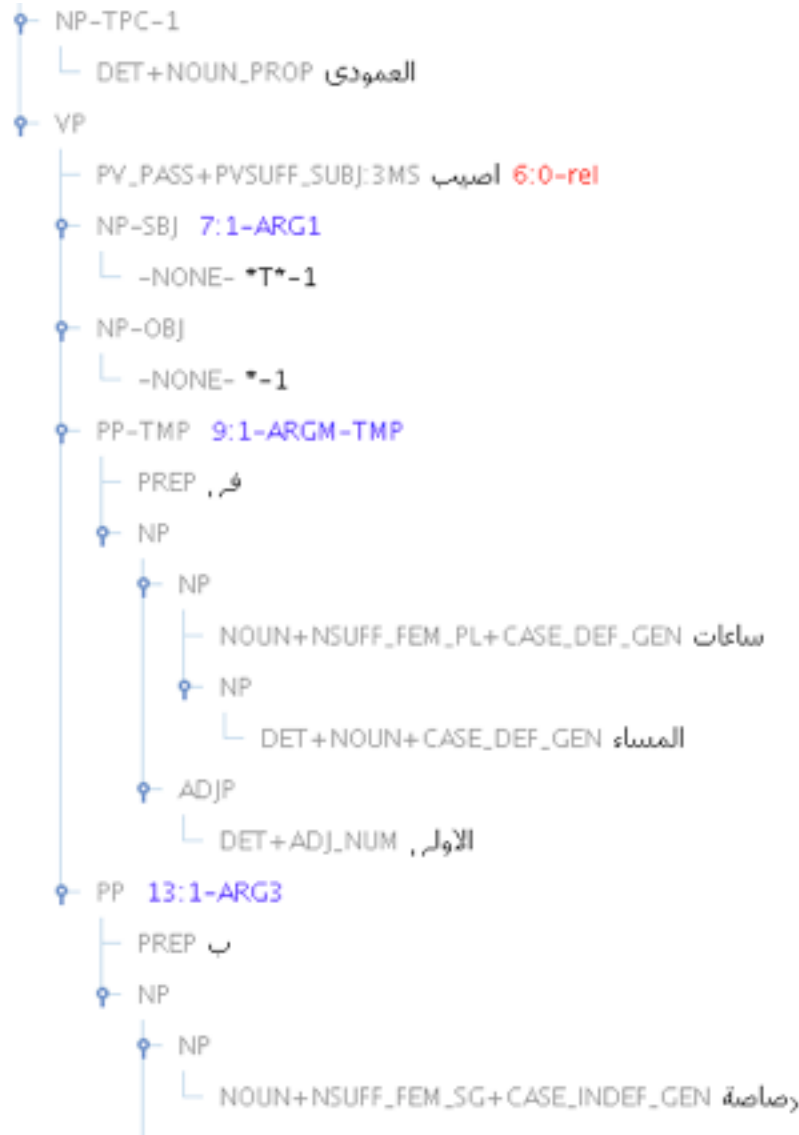 NP-TPC-1
DET+NOUN_PROP العمودى
VP
PV_PASS+PVSUFF_SUBJ:3MS اصيب 6:0-rel
NP-SBJ 7:1-ARG1
-NONE- *T*-1
NP-OBJ
-NONE- *-1
PP-TMP 9:1-ARGM-TMP
PREP في
NP
NP
NOUN+NSUFF_FEM_PL+CASE_DEF_GEN ساعات
NP
DET+NOUN+CASE_DEF_GEN المساء
ADJP
DET+ADJ_NUM الاولى
PP 13:1-ARG3
PREP ب
NP
NP
NOUN+NSUFF_FEM_SG+CASE_INDEF_GEN رصاصة